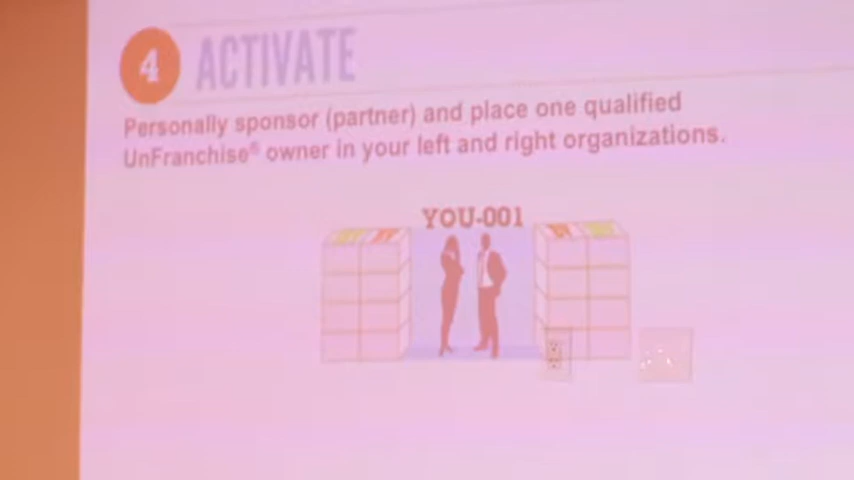 4 ACTIVATE
Personally sponsor (partner) and place one qualified
UnFranchise® owner in your left and right organizations.
YOU-001